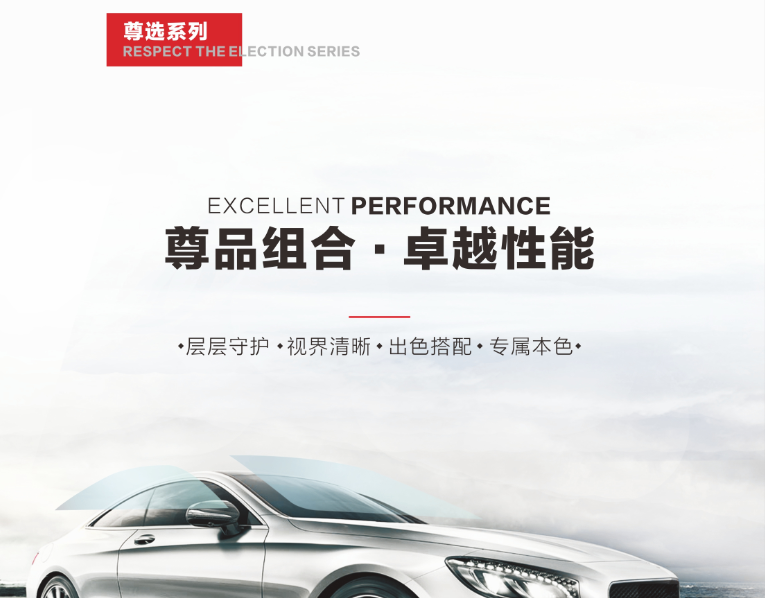 尊选系列
RESPECT THE ELECTION SERIES
EXCELLENT PERFORMANCE
尊品组合·卓越性能
•层层守护 •视界清晰• 出色搭配• 专属本色•